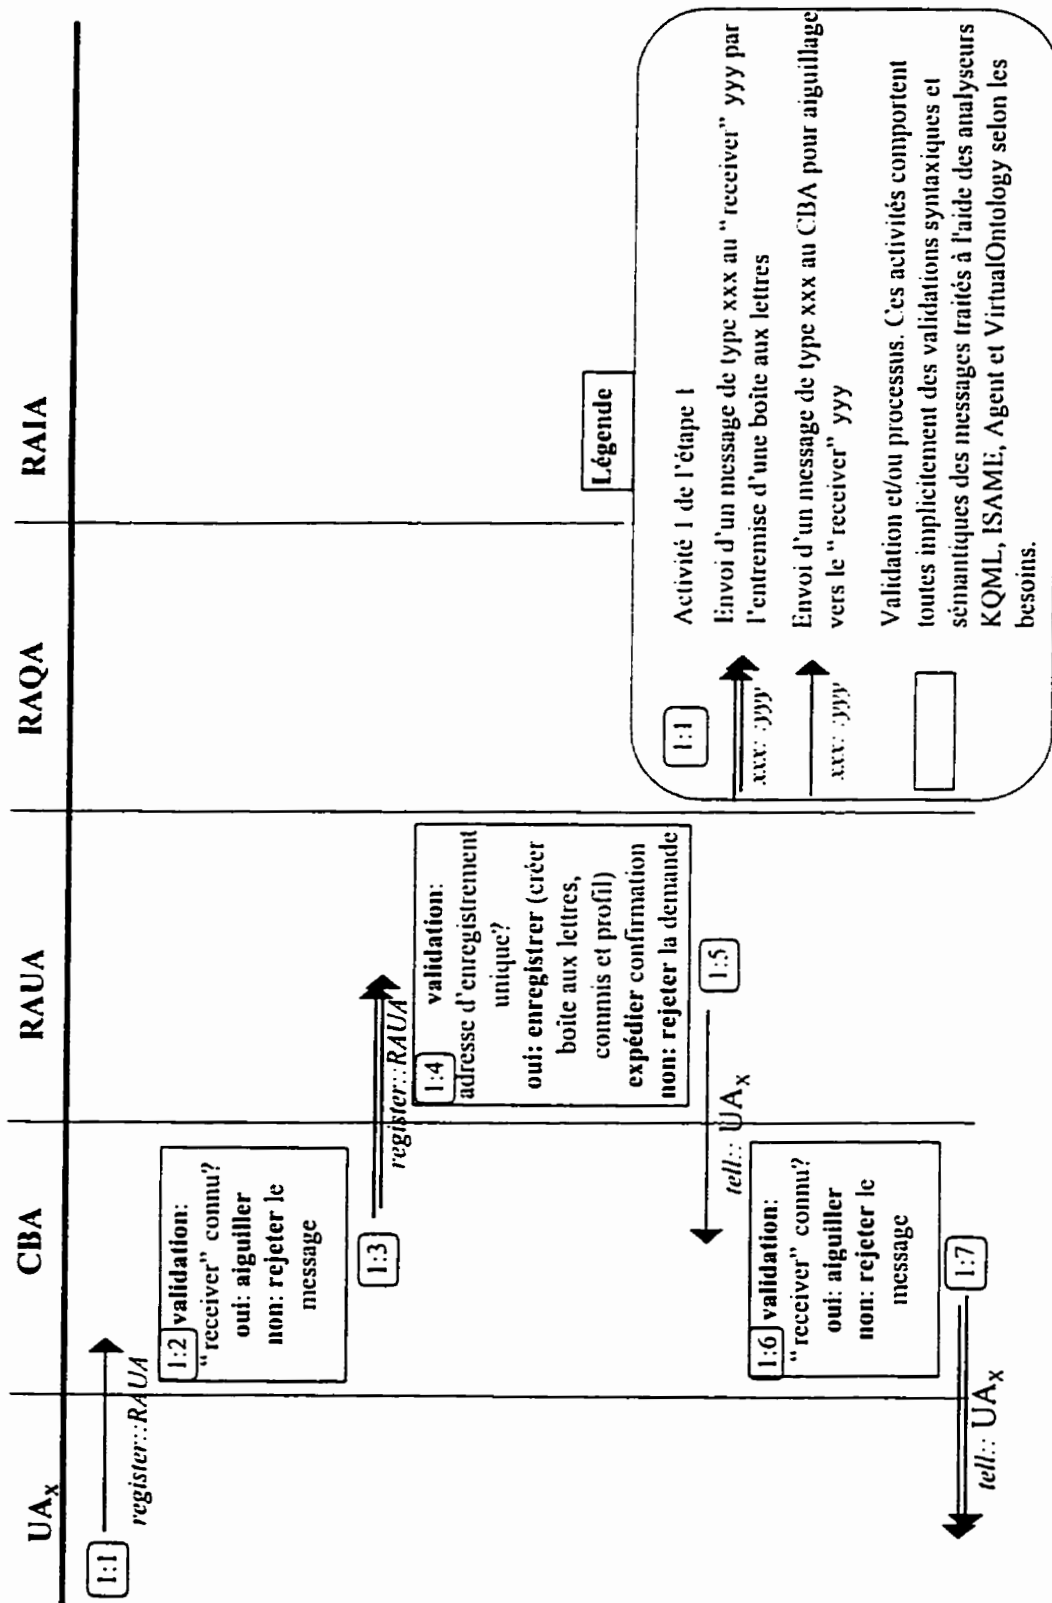 UAx
CBA
RAUA
RAQA
RAIA
1:1
register::RAUA
1:2 validation:
"receiver" connu?
oui: aiguiller
non: rejeter le
message
1:3
register::RAUA
1:4 validation:
adresse d'enregistrement
unique?
oui: enregistrer (créer
boîte aux lettres,
commis et profil)
expédier confirmation
non: rejeter la demande
1:5
tell:: UAx
1:6 validation:
"receiver" connu?
oui: aiguiller
non: rejeter le
message
1:7
tell:: UAx
Légende
1:1
Activité 1 de l'étape 1
xxx: :yyy
Envoi d'un message de type xxx au "receiver" yyy par
l'entremise d'une boîte aux lettres
xxx: :yyy
Envoi d'un message de type xxx au CBA pour aiguillage
vers le "receiver" yyy
Validation et/ou processus. Ces activités comportent
toutes implicitement des validations syntaxiques et
sémantiques des messages traités à l'aide des analyseurs
KQML, ISAME, Agent et VirtualOntology selon les
besoins.